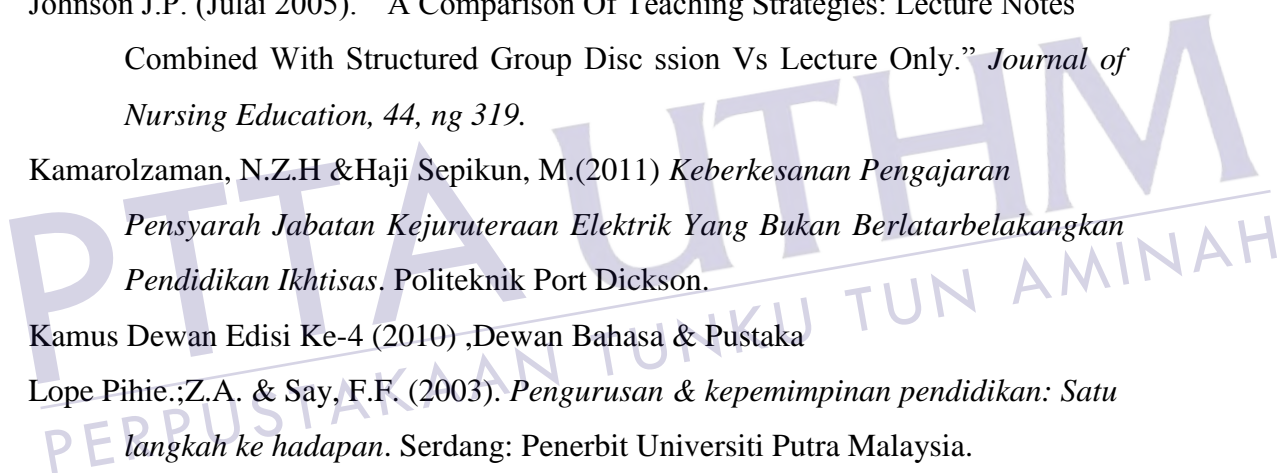 Johnson J.P. (Julai 2005). A Comparison Of Teaching Strategies: Lecture Notes
Combined With Structured Group Disc ssion Vs Lecture Only.” Journal of
Nursing Education, 44, ng 319.
Kamarolzaman, N.Z.H &Haji Sepikun, M.(2011) Keberkesanan Pengajaran
Pensyarah Jabatan Kejuruteraan Elektrik Yang Bukan Berlatarbelakangkan
Pendidikan Ikhtisas. Politeknik Port Dickson.
Kamus Dewan Edisi Ke-4 (2010) ,Dewan Bahasa & Pustaka
Lope Pihie.;Z.A. & Say, F.F. (2003). Pengurusan & kepemimpinan pendidikan: Satu
langkah ke hadapan. Serdang: Penerbit Universiti Putra Malaysia.
PTTA UTHM
PERPUSTAKAAN TUNKU TUN AMINAH